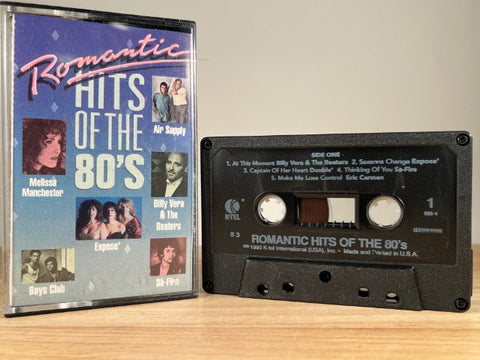 Romantic
HITS
OF THE
80'S
Air Supply
Melissa
Manchester
Billy Vera
& The
Beaters
Expose'
Boys Club
Sa-Fire
SIDE ONE
1. At This Moment Billy Vera & The Beaters 2. Seasons Change Expose'
3. Captain Of Her Heart Double' 4. Thinking Of You Sa-Fire
5. Make Me Lose Control Eric Carmen
K-TEL
1
S 3
ROMANTIC HITS OF THE 80's
1990 K-tel International (USA), Inc. • Made and Printed in U.S.A.